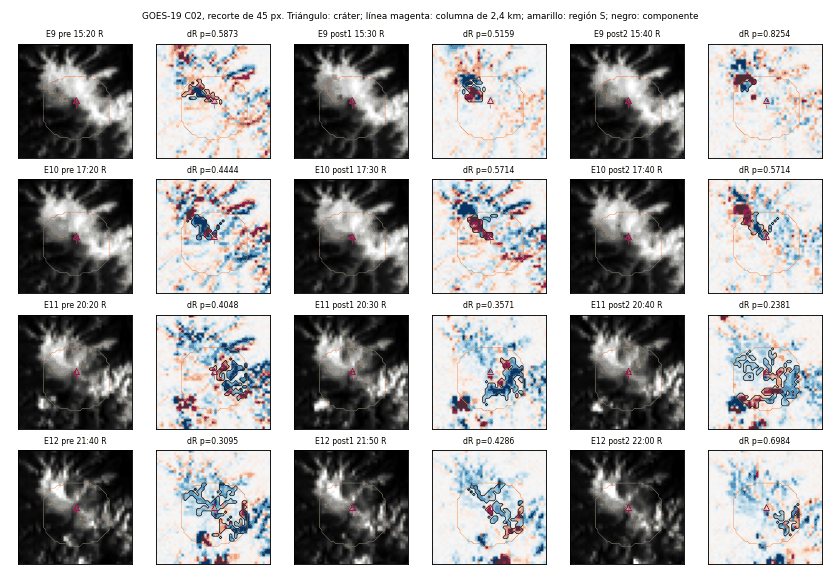 GOES-19 C02, recorte de 45 px. Triángulo: cráter; línea magenta: columna de 2,4 km; amarillo: región S; negro: componente
E9 pre 15:20 R dR p=0.5873 E9 post1 15:30 R dR p=0.5159 E9 post2 15:40 R dR p=0.8254
E10 pre 17:20 R dR p=0.4444 E10 post1 17:30 R dR p=0.5714 E10 post2 17:40 R dR p=0.5714
E11 pre 20:20 R dR p=0.4048 E11 post1 20:30 R dR p=0.3571 E11 post2 20:40 R dR p=0.2381
E12 pre 21:40 R dR p=0.3095 E12 post1 21:50 R dR p=0.4286 E12 post2 22:00 R dR p=0.6984